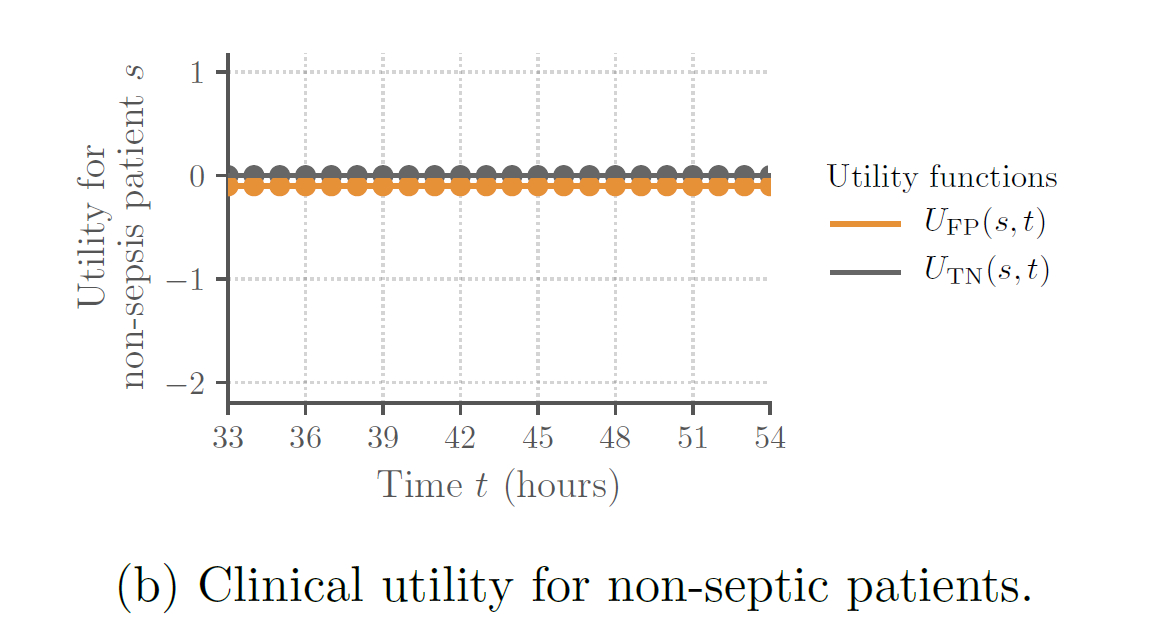 Utility for
non-sepsis patient s
1
0
−1
−2
33 36 39 42 45 48 51 54
Time t (hours)
Utility functions
U_FP(s, t)
U_TN(s, t)
(b) Clinical utility for non-septic patients.